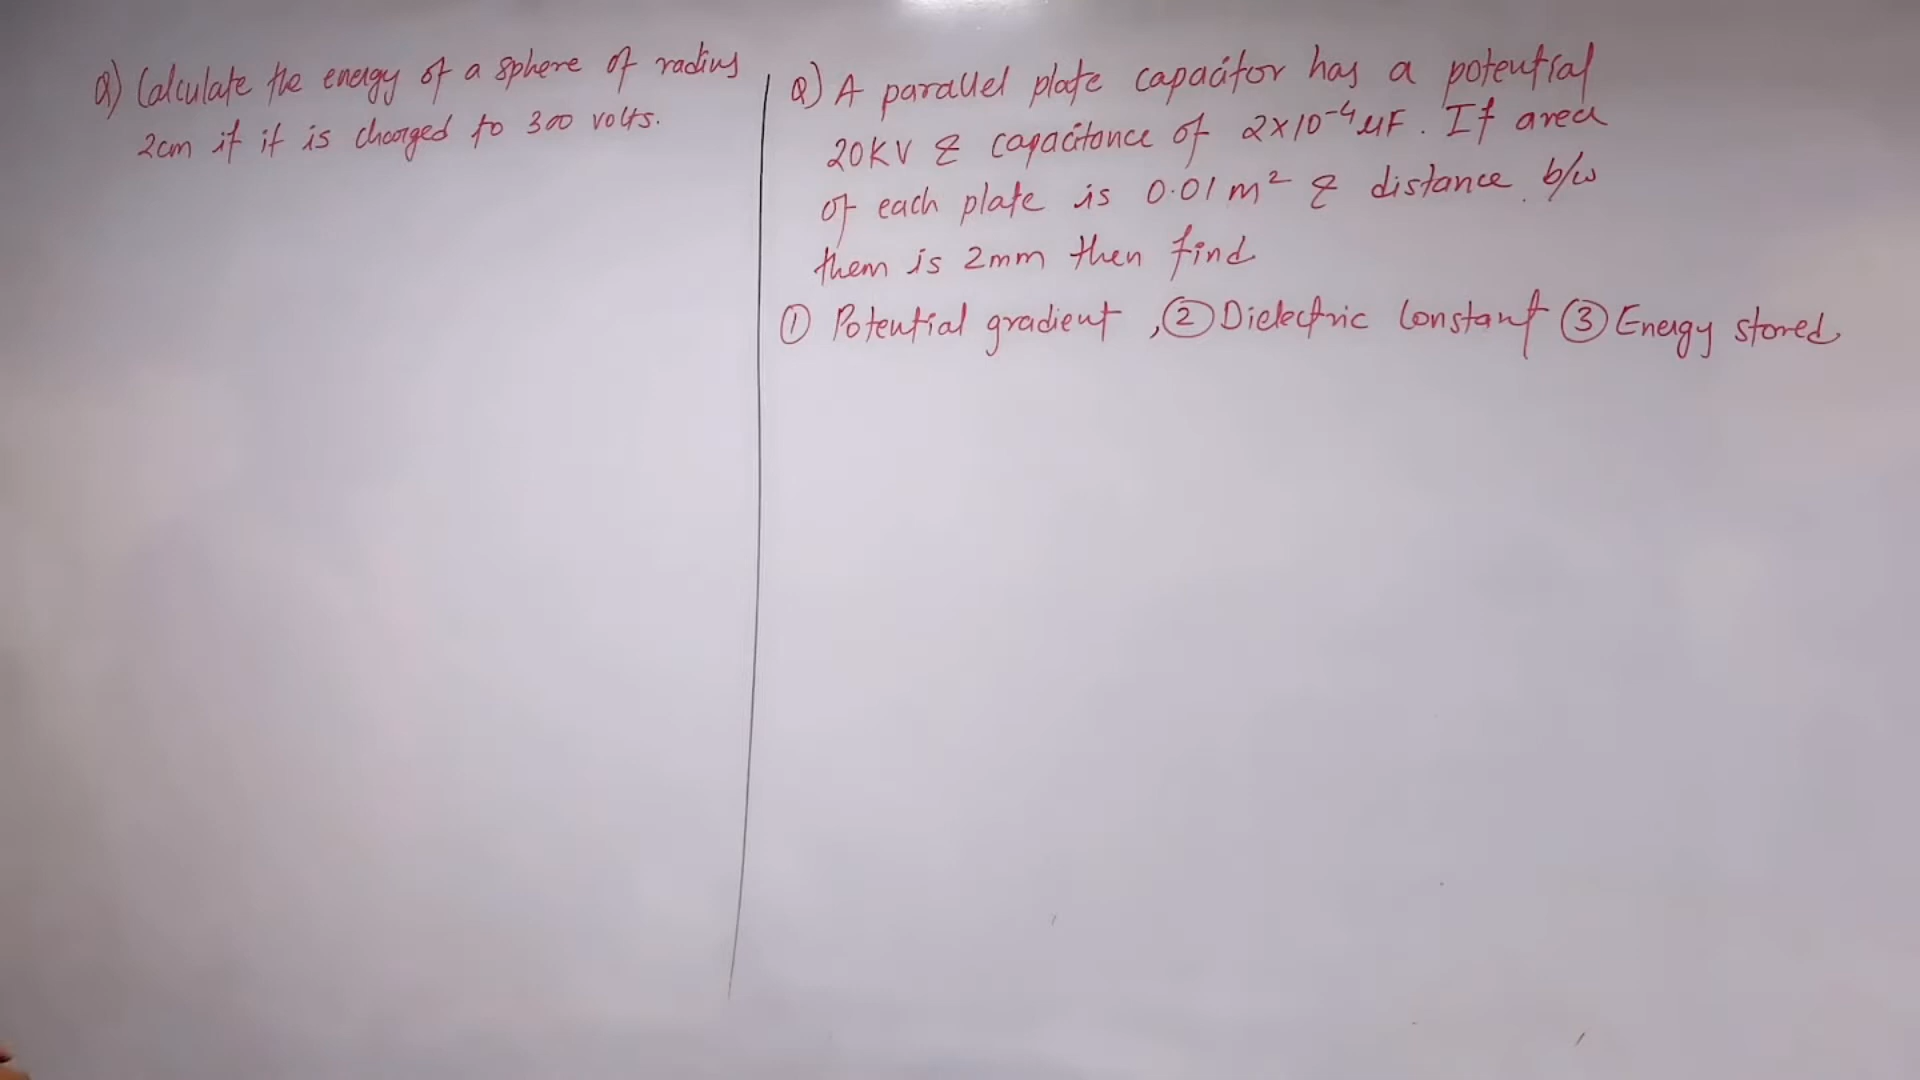 Q) Calculate the energy of a sphere of radius
2cm if it is charged to 300 volts.
Q) A parallel plate capacitor has a potential
20KV & capacitance of 2×10⁻⁴µF. If area
of each plate is 0.01 m² & distance b/w
them is 2mm then find
① Potential gradient, ② Dielectric Constant ③ Energy stored